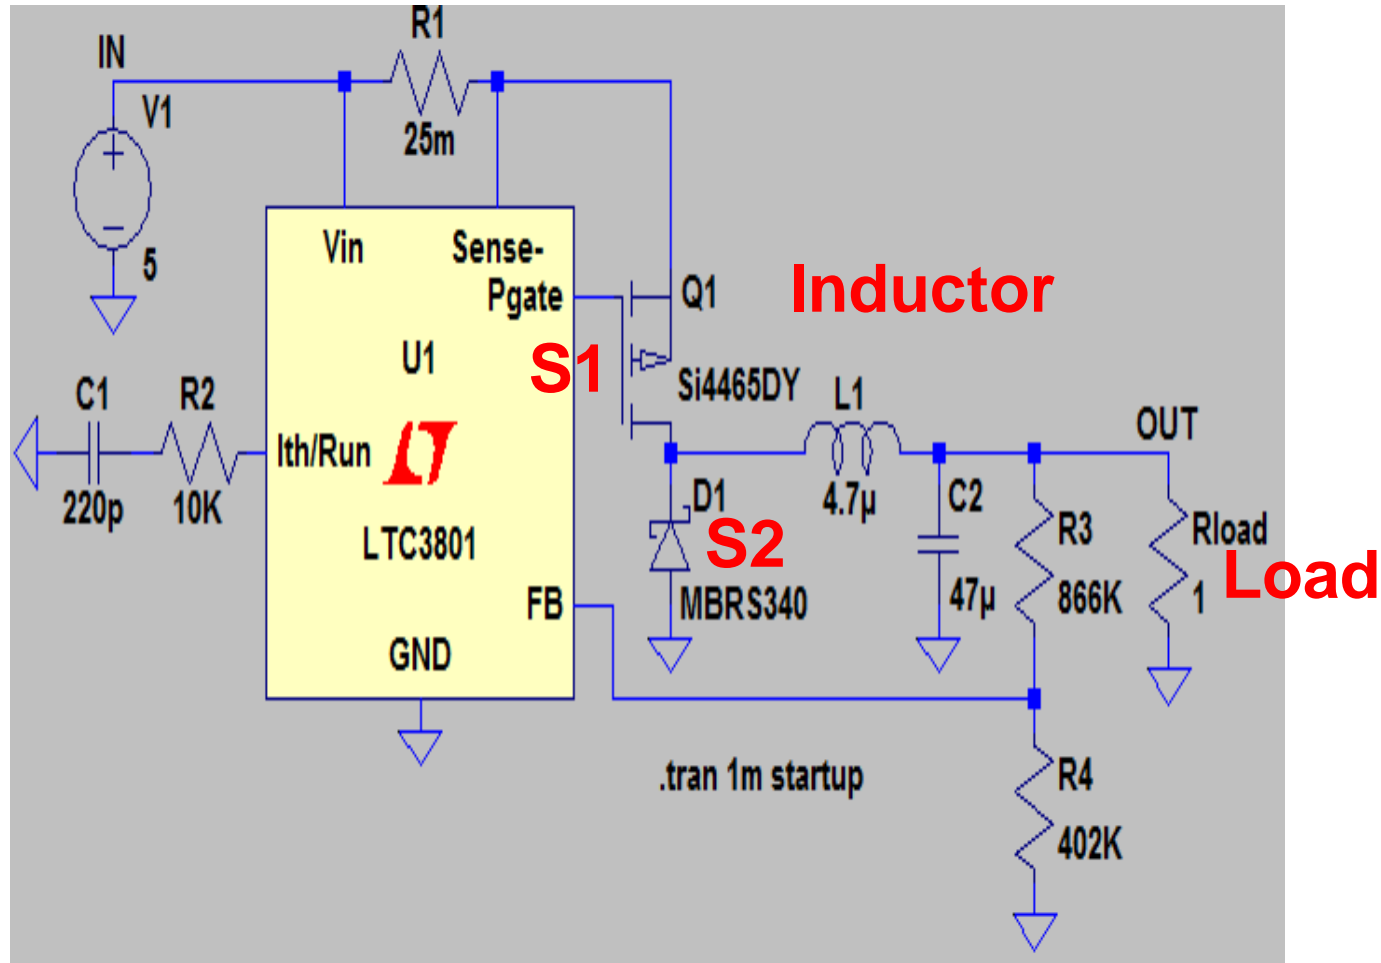 R1
IN
V1
25m
5
Vin
Sense-
Pgate
Q1
Inductor
U1
S1
Si4465DY
C1
R2
L1
OUT
Ith/Run
220p
10K
4.7µ
D1
C2
R3
Rload
S2
LTC3801
Load
MBRS340
47µ
866K
1
FB
GND
.tran 1m startup
R4
402K